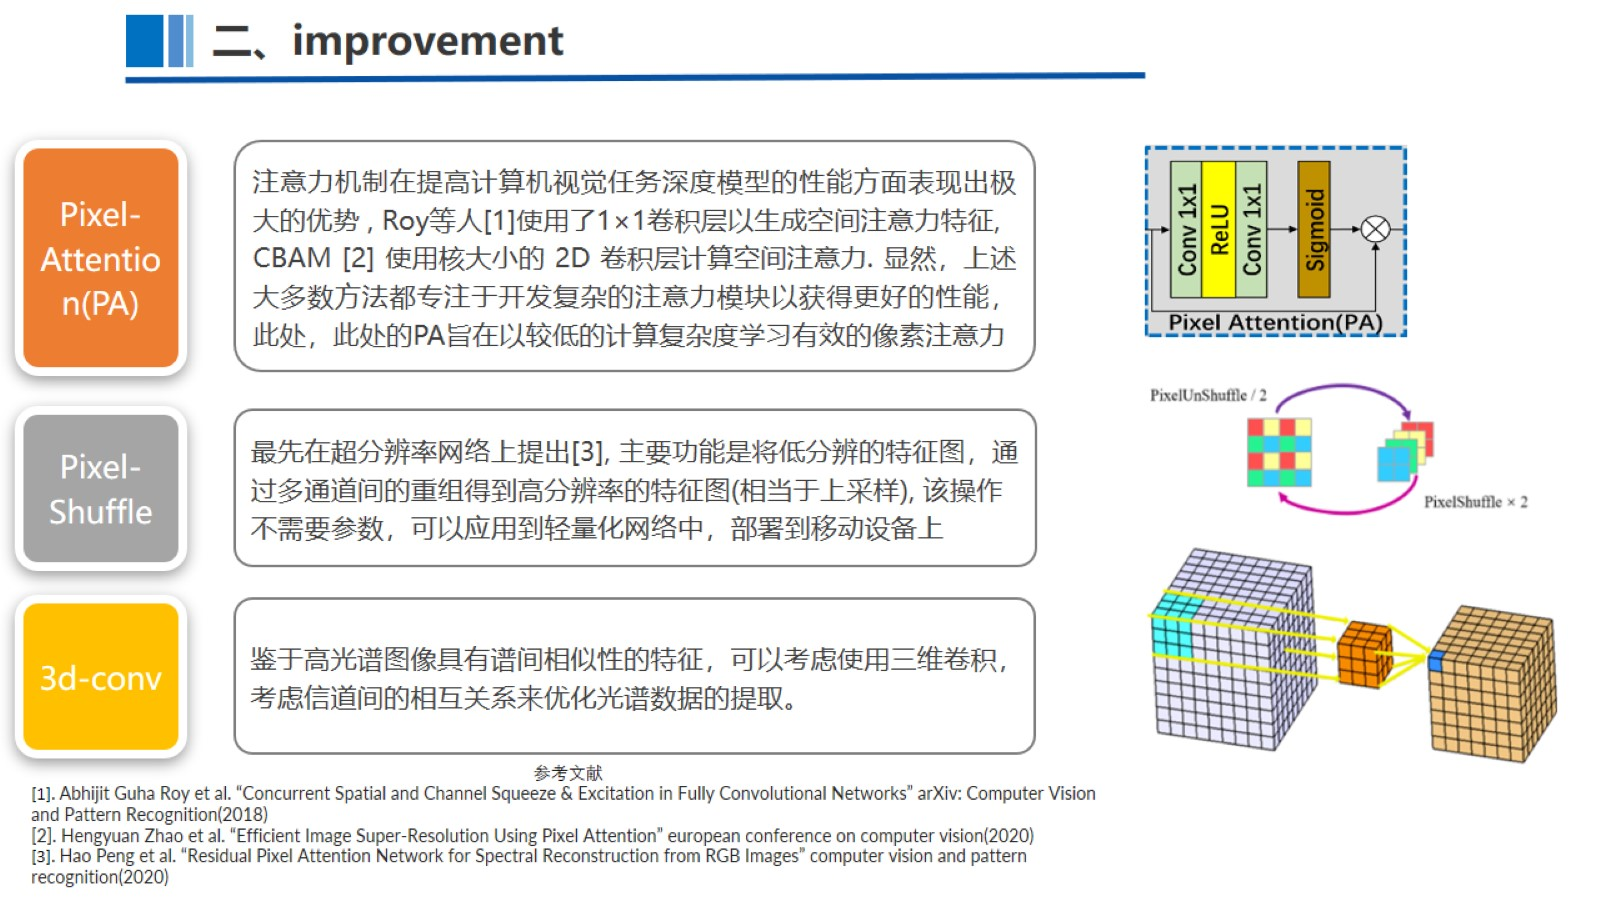 二、improvement
Pixel-
Attentio
n(PA)
注意力机制在提高计算机视觉任务深度模型的性能方面表现出极
大的优势 , Roy等人[1]使用了1×1卷积层以生成空间注意力特征,
CBAM [2] 使用核大小的 2D 卷积层计算空间注意力. 显然，上述
大多数方法都专注于开发复杂的注意力模块以获得更好的性能，
此处，此处的PA旨在以较低的计算复杂度学习有效的像素注意力
Conv 1x1
ReLU
Conv 1x1
Sigmoid
Pixel Attention(PA)
Pixel-
Shuffle
最先在超分辨率网络上提出[3], 主要功能是将低分辨的特征图，通
过多通道间的重组得到高分辨率的特征图(相当于上采样), 该操作
不需要参数，可以应用到轻量化网络中，部署到移动设备上
PixelUnShuffle / 2
PixelShuffle × 2
3d-conv
鉴于高光谱图像具有谱间相似性的特征，可以考虑使用三维卷积，
考虑信道间的相互关系来优化光谱数据的提取。
参考文献
[1]. Abhijit Guha Roy et al. “Concurrent Spatial and Channel Squeeze & Excitation in Fully Convolutional Networks” arXiv: Computer Vision
and Pattern Recognition(2018)
[2]. Hengyuan Zhao et al. “Efficient Image Super-Resolution Using Pixel Attention” european conference on computer vision(2020)
[3]. Hao Peng et al. “Residual Pixel Attention Network for Spectral Reconstruction from RGB Images” computer vision and pattern
recognition(2020)